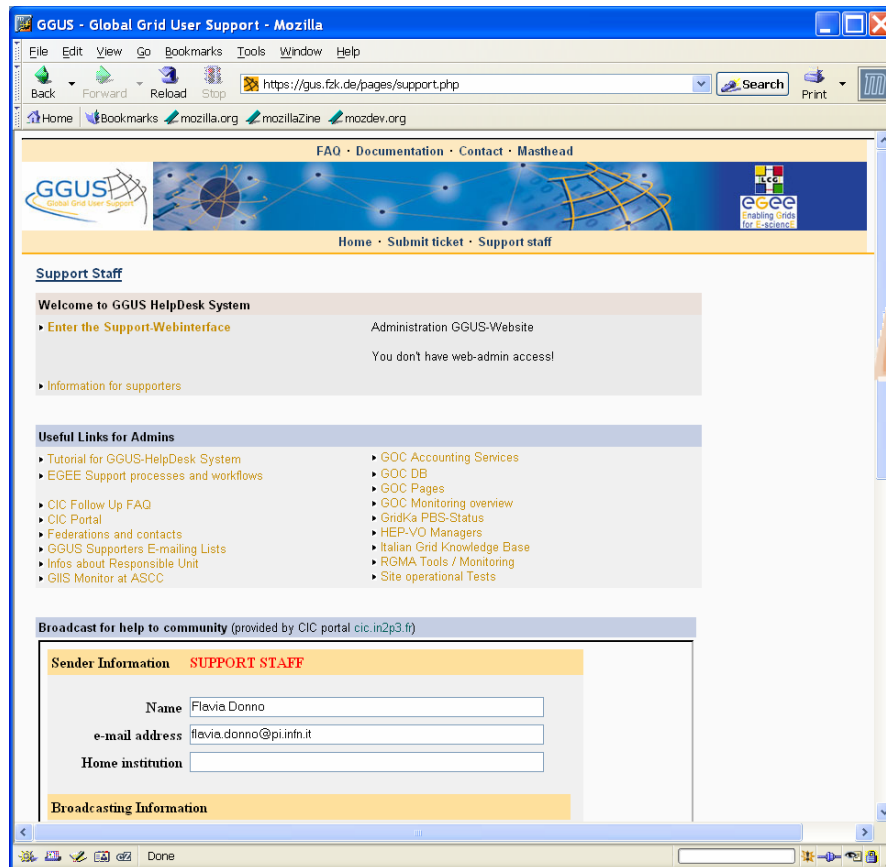 GGUS - Global Grid User Support - Mozilla
File Edit View Go Bookmarks Tools Window Help
Back Forward Reload Stop https://gus.fzk.de/pages/support.php Search Print
Home Bookmarks mozilla.org mozillaZine mozdev.org
FAQ · Documentation · Contact · Masthead
GGUS
Global Grid User Support
LCG
eGee
Enabling Grids
for E-sciencE
Home · Submit ticket · Support staff
Support Staff
Welcome to GGUS HelpDesk System
Enter the Support-Webinterface
Administration GGUS-Website
You don't have web-admin access!
Information for supporters
Useful Links for Admins
Tutorial for GGUS-HelpDesk System
EGEE Support processes and workflows
CIC Follow Up FAQ
CIC Portal
Federations and contacts
GGUS Supporters E-mailing Lists
Infos about Responsible Unit
GIIS Monitor at ASCC
GOC Accounting Services
GOC DB
GOC Pages
GOC Monitoring overview
GridKa PBS-Status
HEP-VO Managers
Italian Grid Knowledge Base
RGMA Tools / Monitoring
Site operational Tests
Broadcast for help to community (provided by CIC portal cic.in2p3.fr)
Sender Information SUPPORT STAFF
Name Flavia Donno
e-mail address flavia.donno@pi.infn.it
Home institution
Broadcasting Information
Done